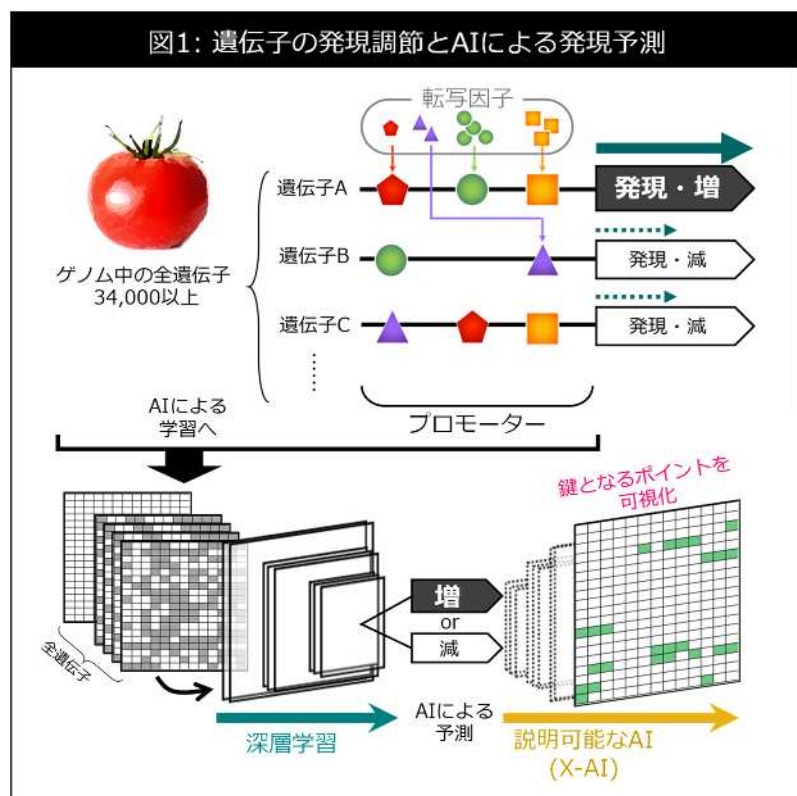 図1: 遺伝子の発現調節とAIによる発現予測
転写因子
遺伝子A
発現・増
遺伝子B
発現・減
ゲノム中の全遺伝子
34,000以上
遺伝子C
発現・減
……
AIによる
学習へ
プロモーター
鍵となるポイントを
可視化
増
or
減
全遺伝子
深層学習
AIによる
予測
説明可能なAI
(X-AI)